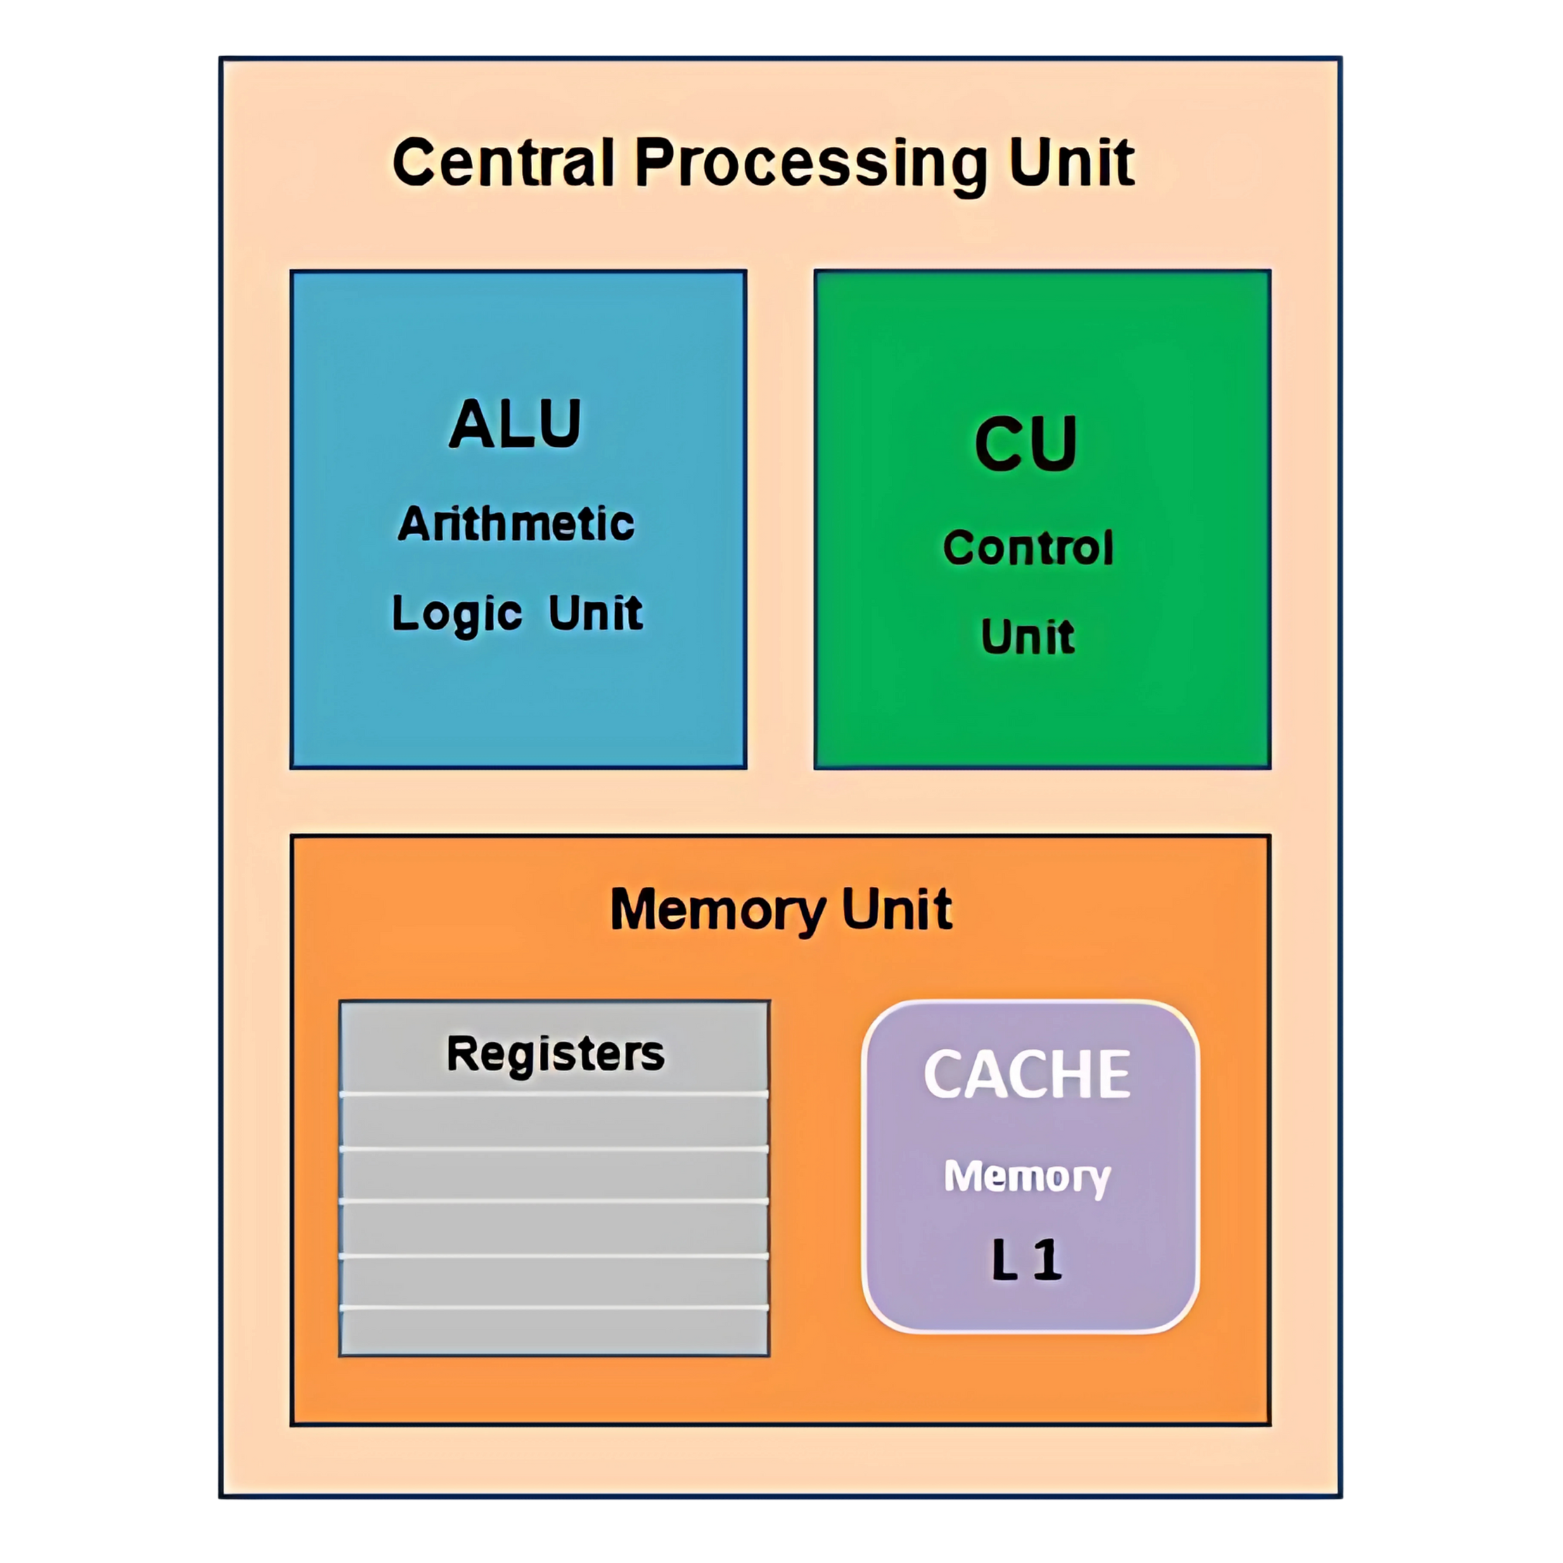 Central Processing Unit
ALU
Arithmetic
Logic Unit
CU
Control
Unit
Memory Unit
Registers
CACHE
Memory
L 1